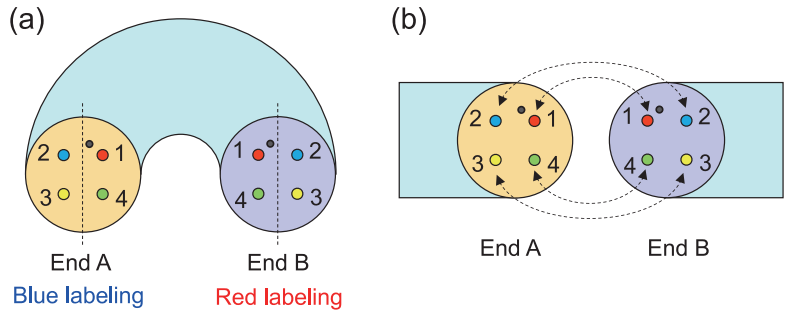 (a)
2 1 1 2
3 4 4 3
End A End B
Blue labeling Red labeling
(b)
2 1 1 2
3 4 4 3
End A End B